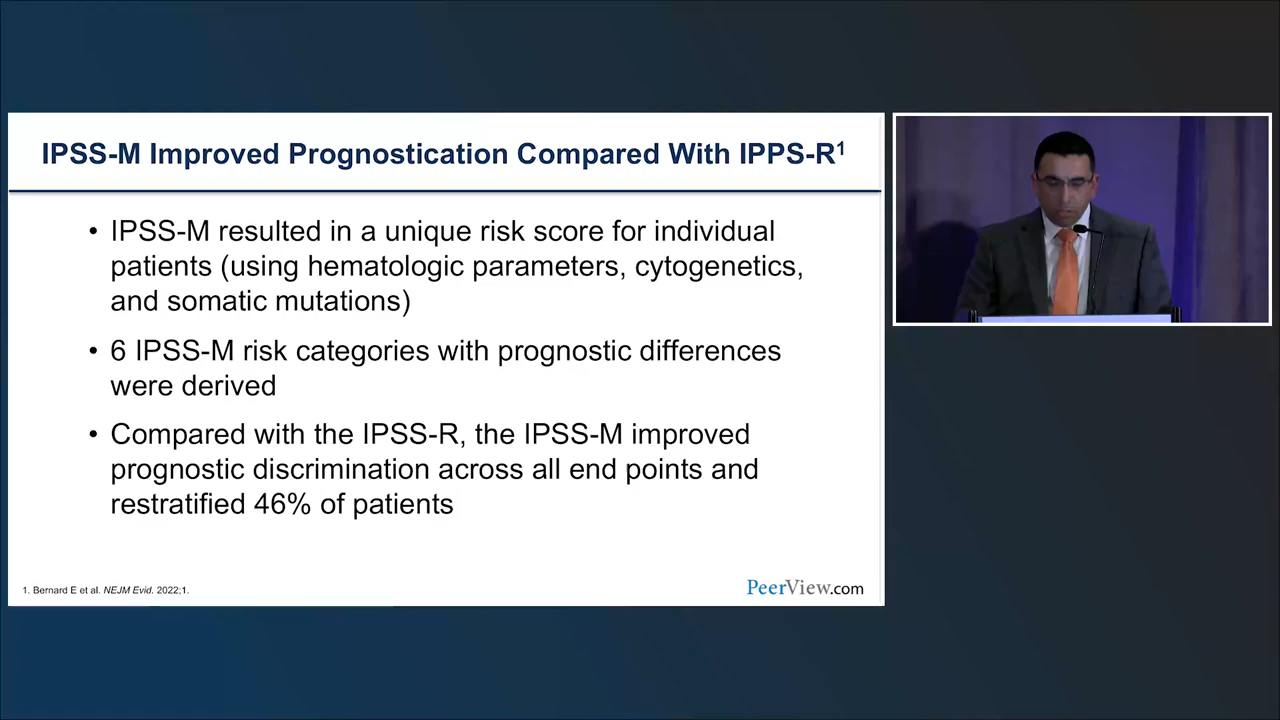 IPSS-M Improved Prognostication Compared With IPPS-R¹
• IPSS-M resulted in a unique risk score for individual
patients (using hematologic parameters, cytogenetics,
and somatic mutations)
• 6 IPSS-M risk categories with prognostic differences
were derived
• Compared with the IPSS-R, the IPSS-M improved
prognostic discrimination across all end points and
restratified 46% of patients
1. Bernard E et al. NEJM Evid. 2022;1.
PeerView.com